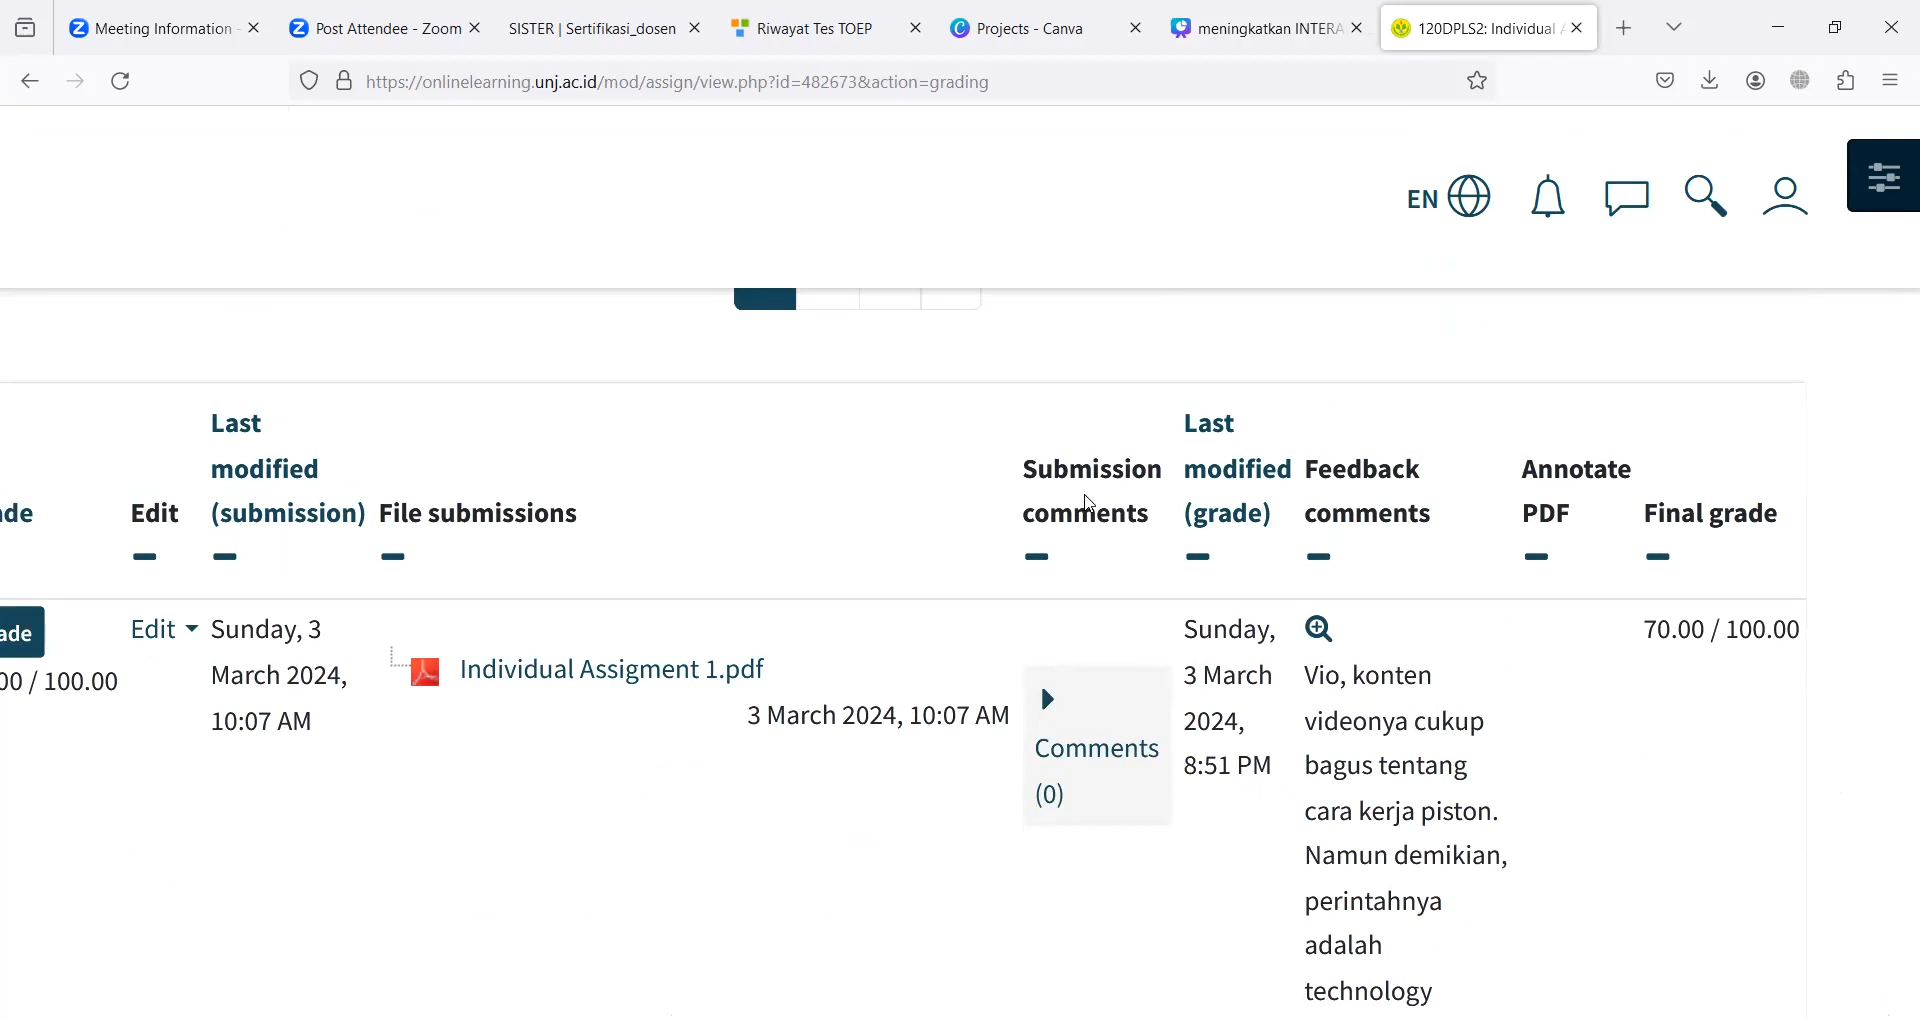 Meeting Information -
Post Attendee - Zoom
SISTER | Sertifikasi_dosen
Riwayat Tes TOEP
Projects - Canva
meningkatkan INTERA
120DPLS2: Individual A
https://onlinelearning.unj.ac.id/mod/assign/view.php?id=482673&action=grading
EN
ade
Edit
Last
modified
(submission)
File submissions
Submission
comments
Last
modified
(grade)
Feedback
comments
Annotate
PDF
Final grade
ade
00 / 100.00
Edit
Sunday, 3
March 2024,
10:07 AM
Individual Assigment 1.pdf
3 March 2024, 10:07 AM
Comments
(0)
Sunday,
3 March
2024,
8:51 PM
Vio, konten
videonya cukup
bagus tentang
cara kerja piston.
Namun demikian,
perintahnya
adalah
technology
70.00 / 100.00